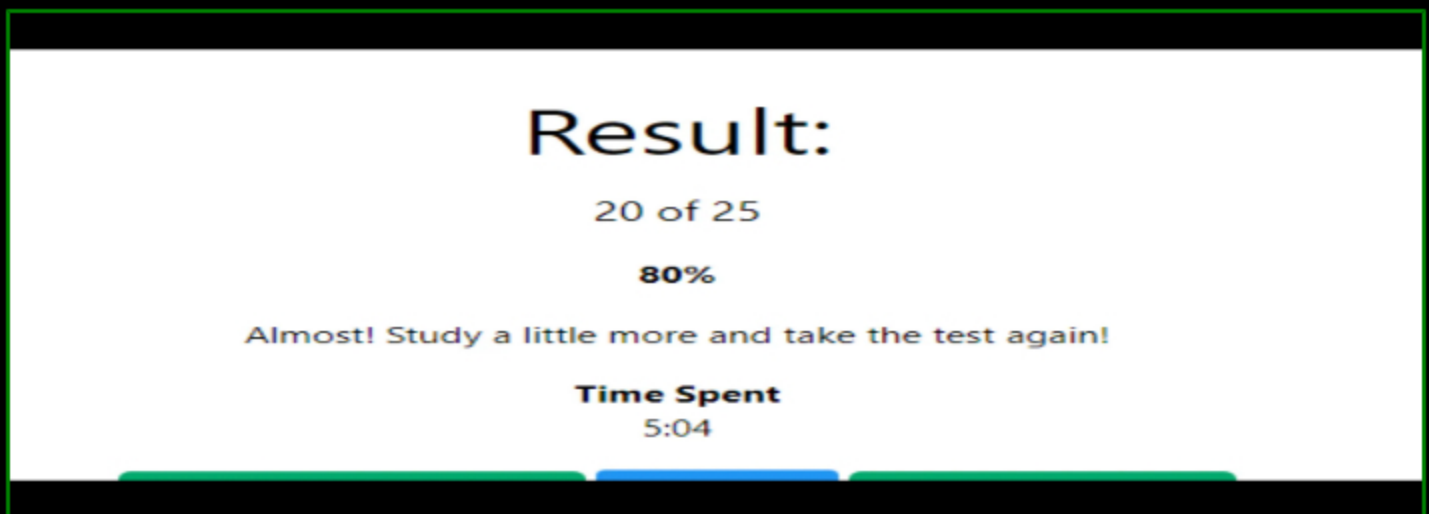 Result:
20 of 25
80%
Almost! Study a little more and take the test again!
Time Spent
5:04